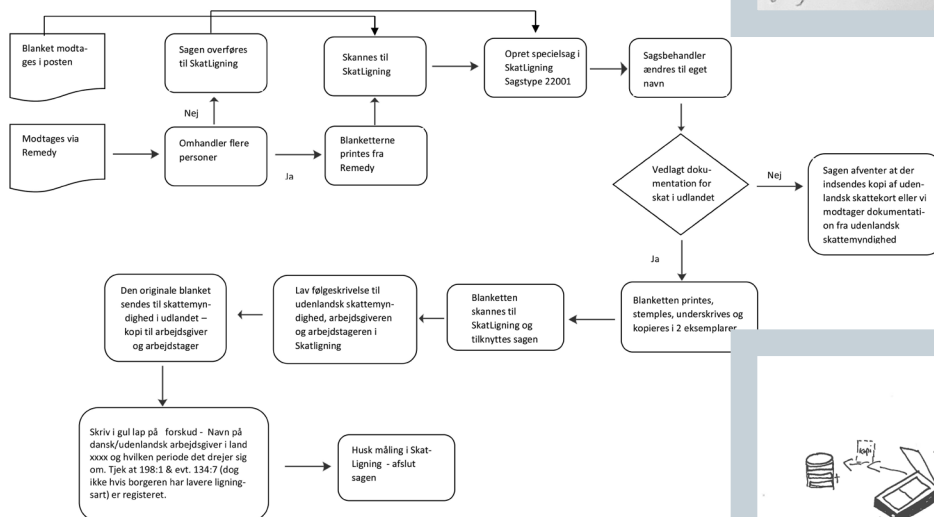 Blanket modta-
ges i posten
Sagen overføres
til SkatLigning
Skannes til
SkatLigning
Opret specielsag i
SkatLigning
Sagstype 22001
Sagsbehandler
ændres til eget
navn
Nej
Modtages via
Remedy
Omhandler flere
personer
Ja
Blanketterne
printes fra
Remedy
Vedlagt doku-
mentation for
skat i udlandet
Nej
Sagen afventer at der
indsendes kopi af uden-
landsk skattekort eller vi
modtager dokumentati-
on fra udenlandsk
skattemyndighed
Ja
Den originale blanket
sendes til skattemyn-
dighed i udlandet –
kopi til arbejdsgiver
og arbejdstager
Lav følgeskrivelse til
udenlandsk skattemyn-
dighed, arbejdsgiveren
og arbejdstageren i
Skatligning
Blanketten
skannes til
SkatLigning og
tilknyttes sagen
Blanketten printes,
stemples, underskrives og
kopieres i 2 eksemplarer
Skriv i gul lap på forskud - Navn på
dansk/udenlandsk arbejdsgiver i land
xxxx og hvilken periode det drejer sig
om. Tjek at 198:1 & evt. 134:7 (dog
ikke hvis borgeren har lavere lignings-
art) er registeret.
Husk måling i Skat-
Ligning - afslut
sagen
kopi